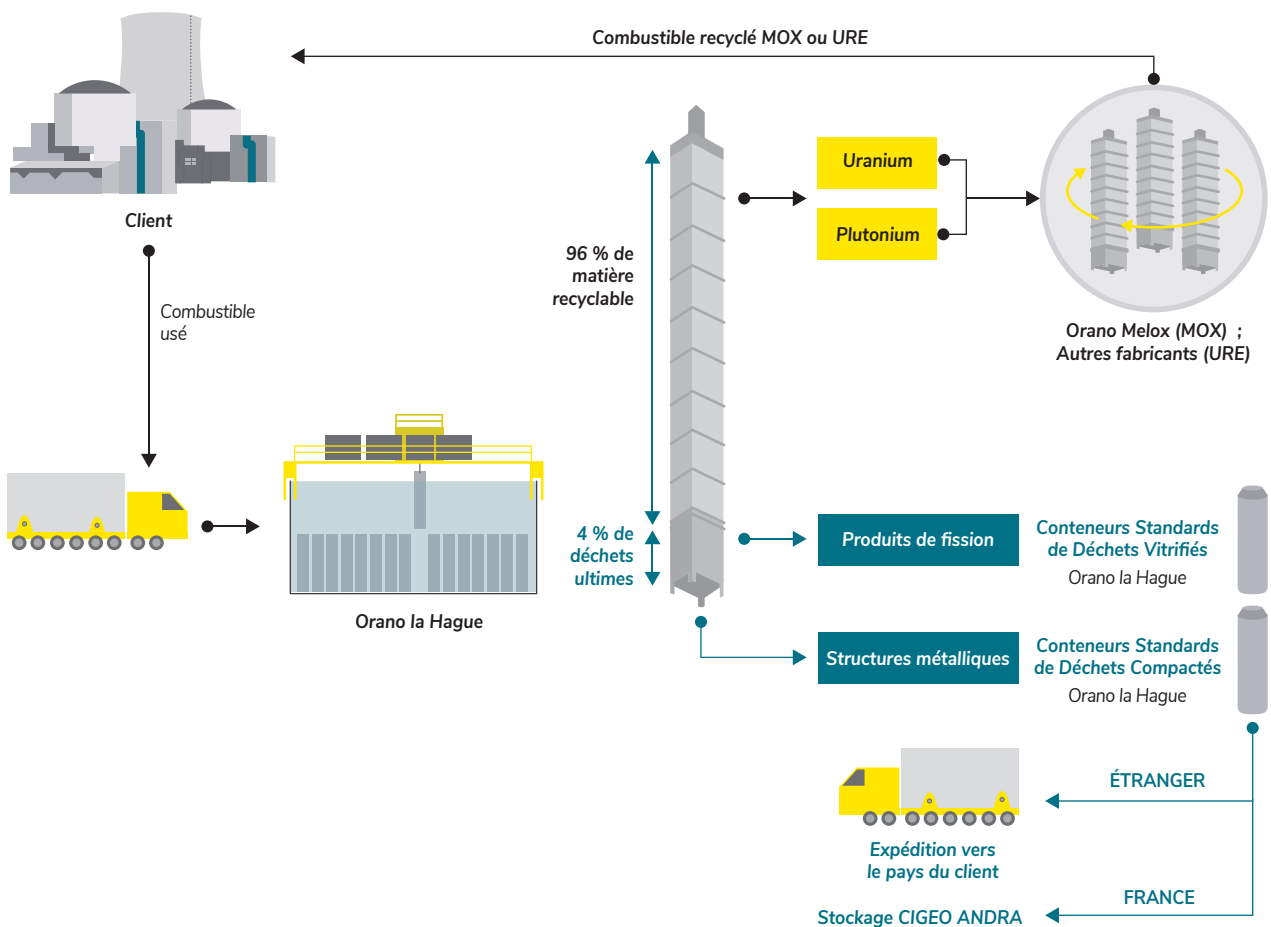 Combustible recyclé MOX ou URE
Client
Combustible
usé
Orano la Hague
96 % de
matière
recyclable
4 % de
déchets
ultimes
Uranium
Plutonium
Orano Melox (MOX) ;
Autres fabricants (URE)
Produits de fission
Conteneurs Standards
de Déchets Vitrifiés
Orano la Hague
Structures métalliques
Conteneurs Standards
de Déchets Compactés
Orano la Hague
ÉTRANGER
Expédition vers
le pays du client
FRANCE
Stockage CIGEO ANDRA